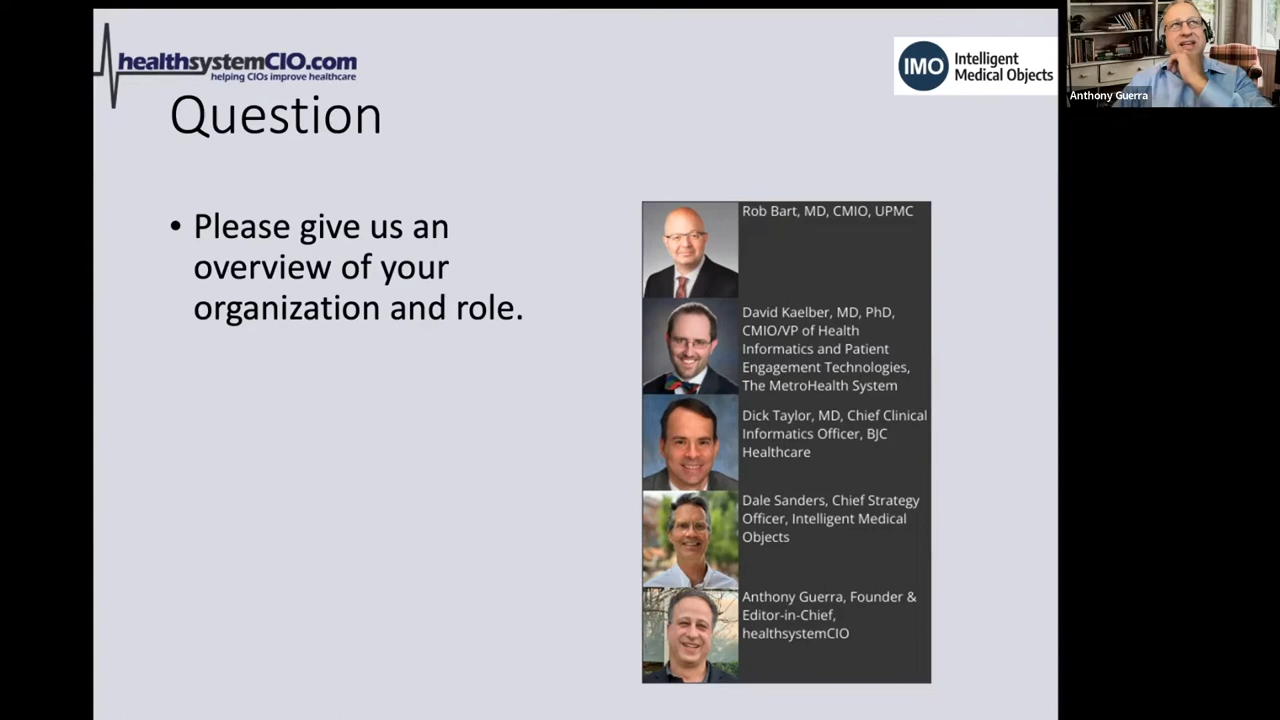 healthsystemCIO.com
helping CIOs improve healthcare
IMO
Intelligent
Medical Objects
Anthony Guerra
Question
• Please give us an
overview of your
organization and role.
Rob Bart, MD, CMIO, UPMC
David Kaelber, MD, PhD,
CMIO/VP of Health
Informatics and Patient
Engagement Technologies,
The MetroHealth System
Dick Taylor, MD, Chief Clinical
Informatics Officer, BJC
Healthcare
Dale Sanders, Chief Strategy
Officer, Intelligent Medical
Objects
Anthony Guerra, Founder &
Editor-in-Chief,
healthsystemCIO